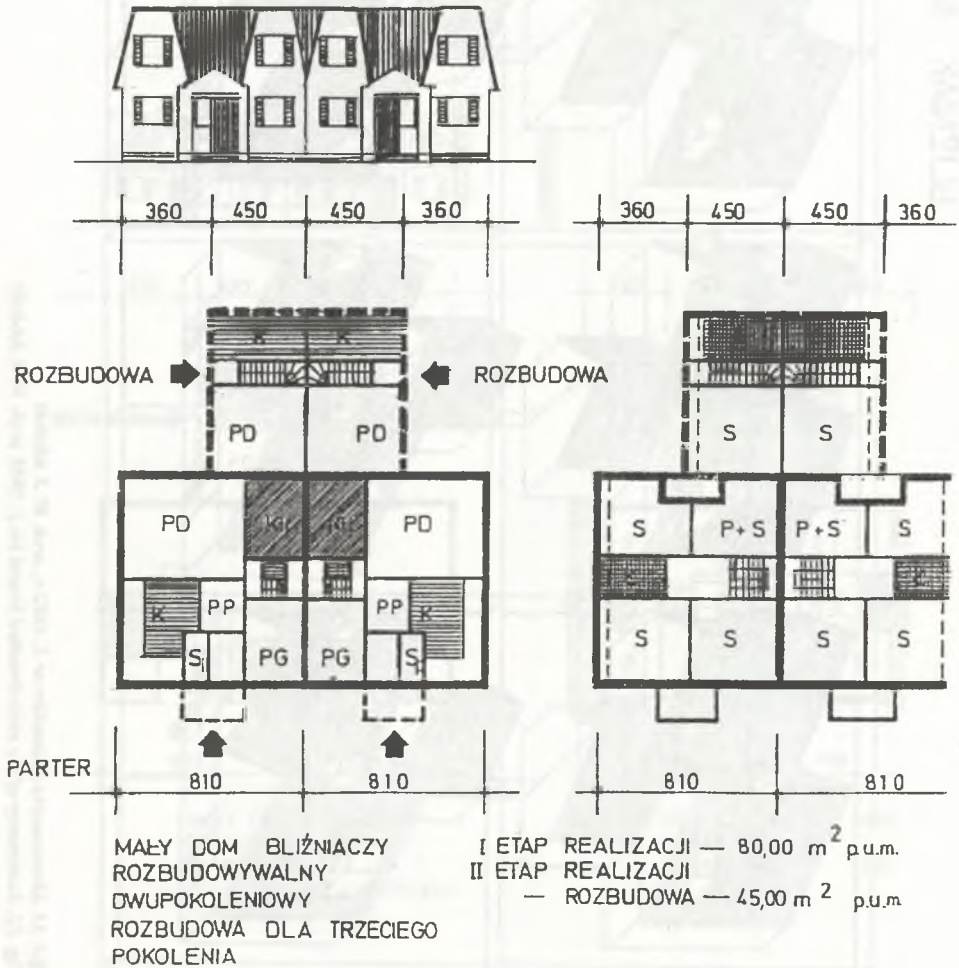 360 450 450 360
360 450 450 360
K K
ROZBUDOWA ROZBUDOWA
PD PD
S S
PD PD
S P+S P+S S
K PP PP K
Si PG PG S
S S S S
PARTER
810 810
810 810
MAŁY DOM BLIŹNIACZY
ROZBUDOWYWALNY
DWUPOKOLENIOWY
ROZBUDOWA DLA TRZECIEGO
POKOLENIA
I ETAP REALIZACJI — 80,00 m² p.u.m.
II ETAP REALIZACJI
— ROZBUDOWA — 45,00 m² p.u.m.